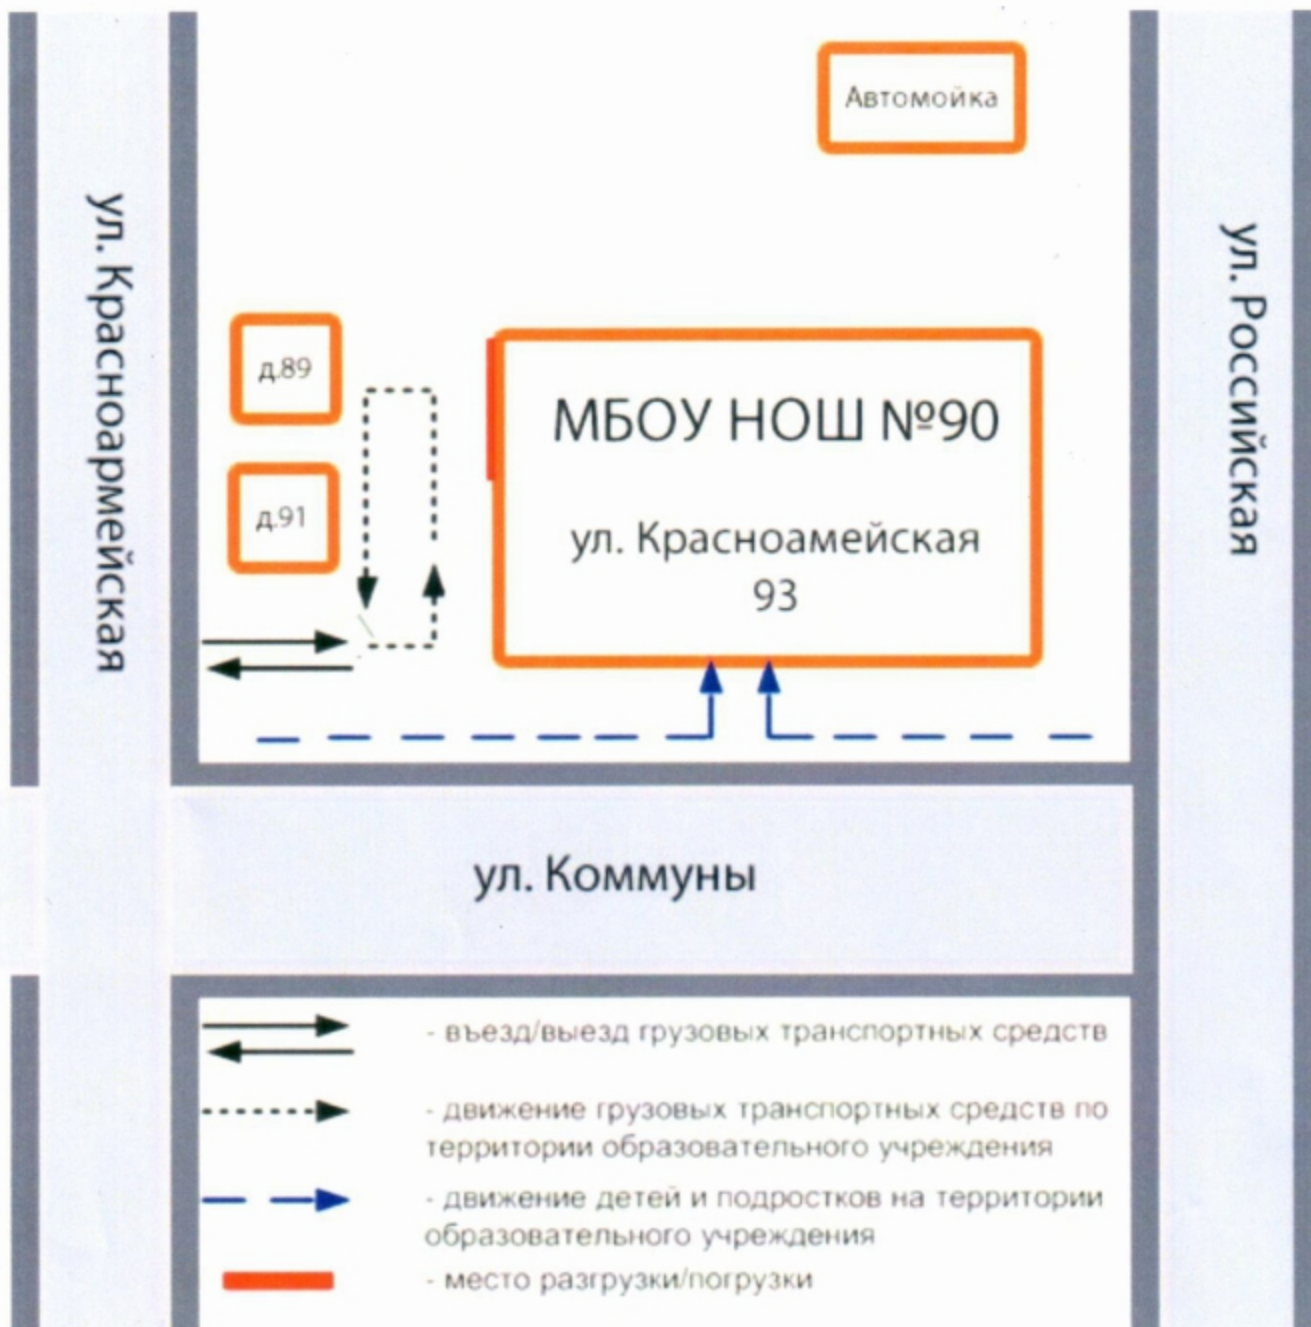 Автомойка
ул. Красноармейская
ул. Российская
д.89
д.91
МБОУ НОШ №90
ул. Красноамейская
93
ул. Коммуны
- въезд/выезд грузовых транспортных средств
- движение грузовых транспортных средств по
территории образовательного учреждения
- движение детей и подростков на территории
образовательного учреждения
- место разгрузки/погрузки